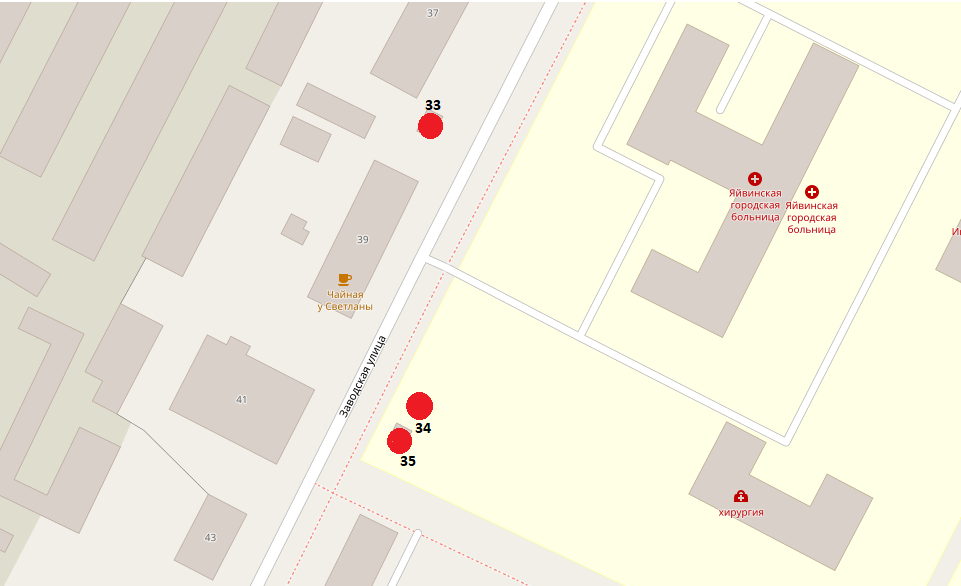 37
33
Яйвинская
городская
больница
Яйвинская
городская
больница
39
Чайная
у Светланы
Заводская улица
41
34
35
хирургия
43